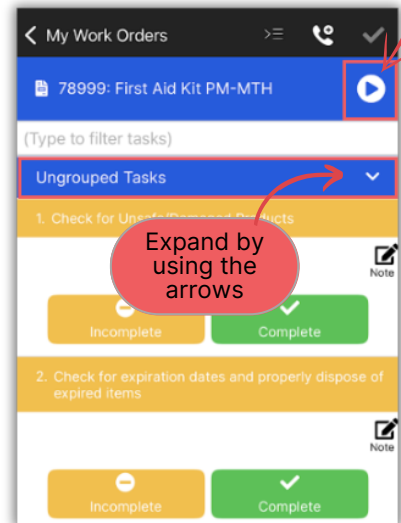 My Work Orders
78999: First Aid Kit PM-MTH
(Type to filter tasks)
Ungrouped Tasks
1. Check for Unsafe/Damaged Products
Expand by
using the
arrows
Note
Incomplete
Complete
2. Check for expiration dates and properly dispose of
expired items
Note
Incomplete
Complete